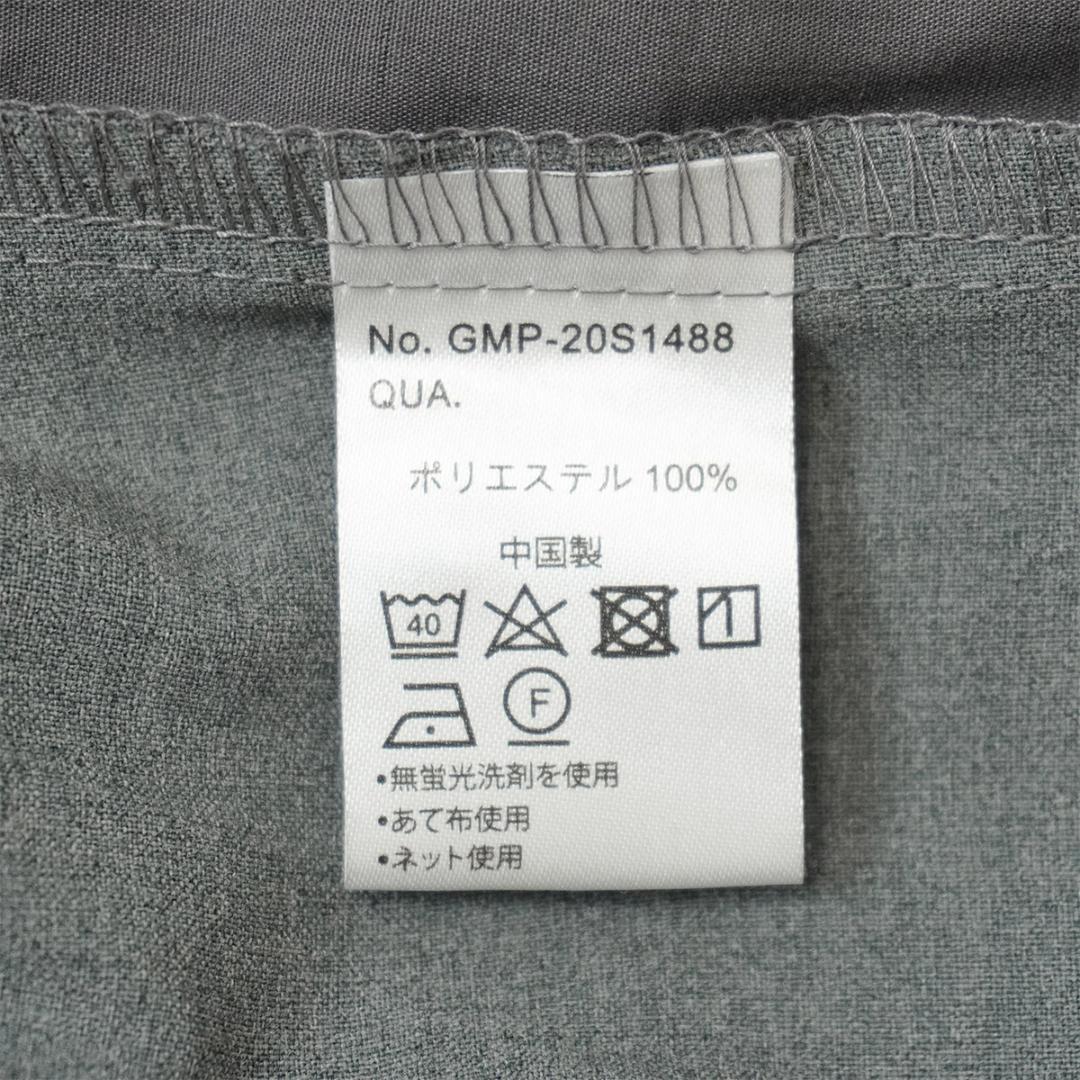 No. GMP-20S1488
QUA.
ポリエステル 100%
中国製
40
F
•無蛍光洗剤を使用
•あて布使用
•ネット使用